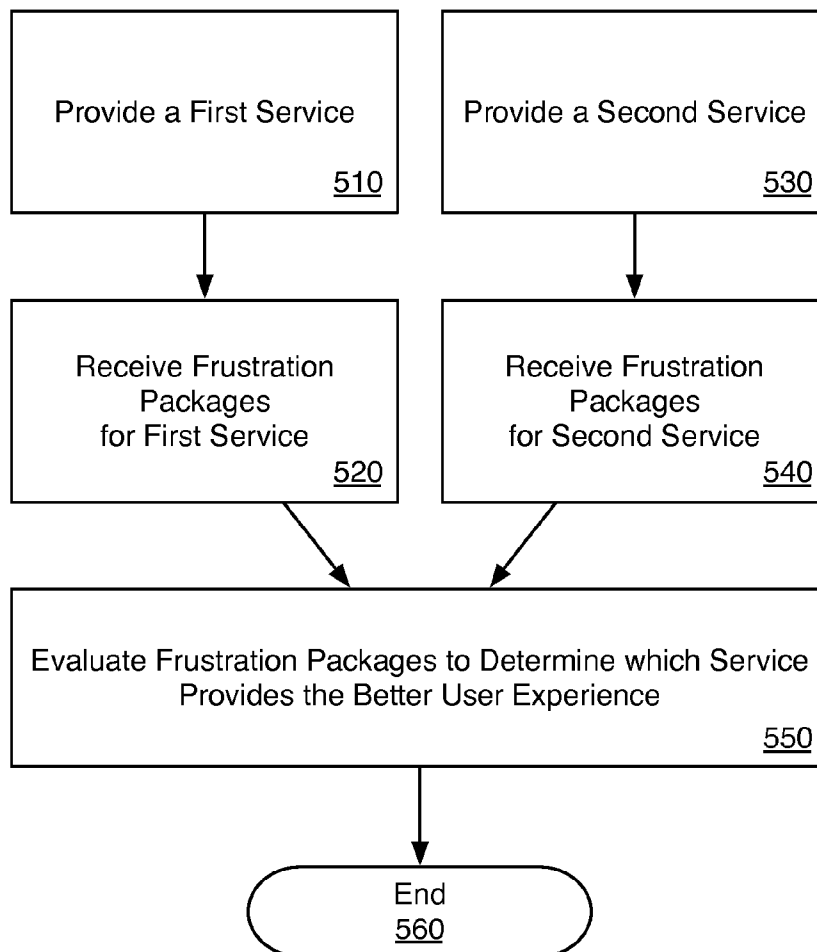 Provide a First Service
510
Provide a Second Service
530
Receive Frustration
Packages
for First Service
520
Receive Frustration
Packages
for Second Service
540
Evaluate Frustration Packages to Determine which Service
Provides the Better User Experience
550
End
560